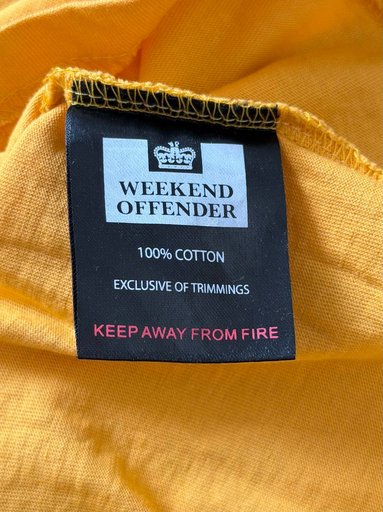 WEEKEND
OFFENDER
100% COTTON
EXCLUSIVE OF TRIMMINGS
KEEP AWAY FROM FIRE